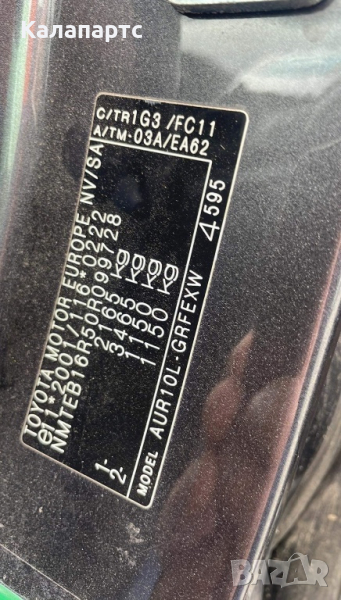 Калапартс
TOYOTA MOTOR EUROPE NV/SA
e11*2001/116*0222
NMTEB16R50R099728
2165 KG
3465 KG
1- 1150 KG
2- 1150 KG
MODEL AUR10L-GRFEXW
C/TR1G3 /FC11
A/TM-03A/EA62
4595
BAZAR